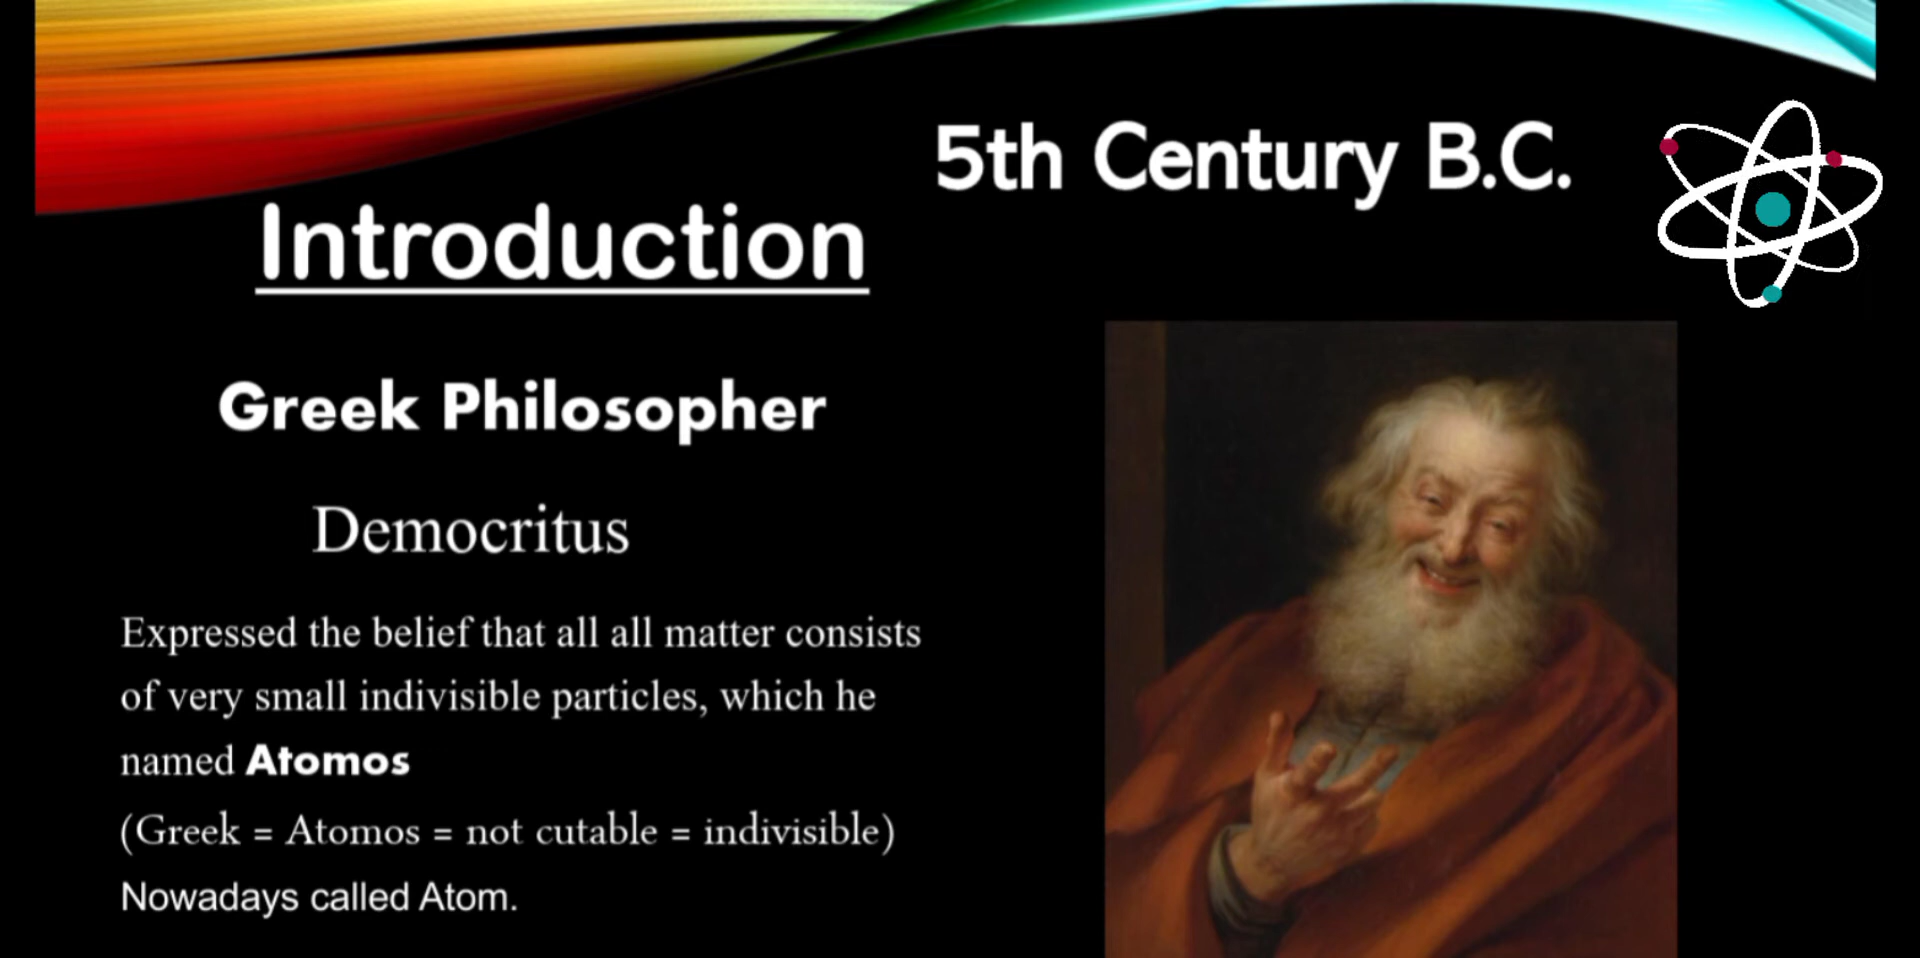 5th Century B.C.
Introduction
Greek Philosopher
Democritus
Expressed the belief that all all matter consists
of very small indivisible particles, which he
named Atomos
(Greek = Atomos = not cutable = indivisible)
Nowadays called Atom.